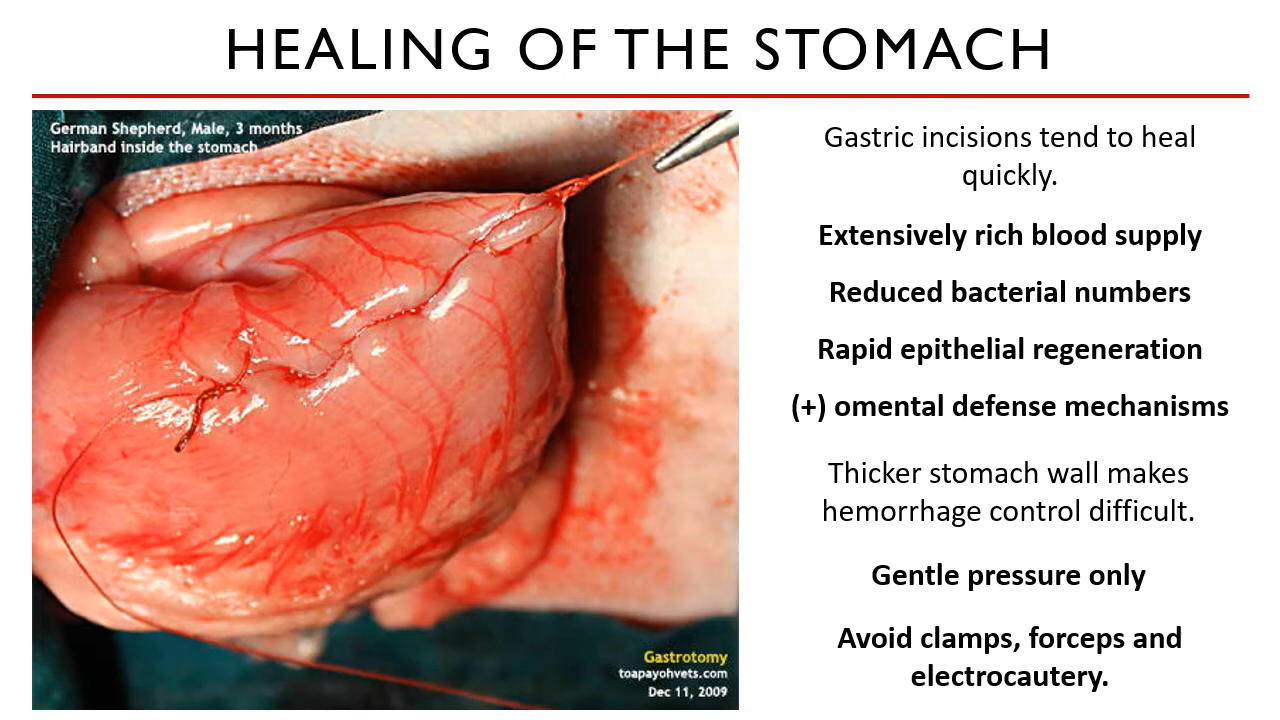 HEALING OF THE STOMACH
German Shepherd, Male, 3 months
Hairband inside the stomach
Gastrotomy
toapayohvets.com
Dec 11, 2009
Gastric incisions tend to heal
quickly.
Extensively rich blood supply
Reduced bacterial numbers
Rapid epithelial regeneration
(+) omental defense mechanisms
Thicker stomach wall makes
hemorrhage control difficult.
Gentle pressure only
Avoid clamps, forceps and
electrocautery.